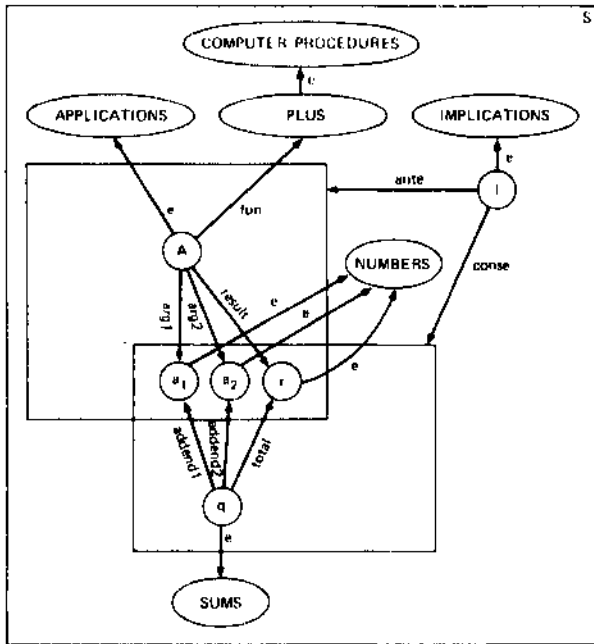 S
COMPUTER PROCEDURES
e
APPLICATIONS
PLUS
IMPLICATIONS
e
ante
I
e
fun
A
NUMBERS
conse
arg1
arg2
result
e
e
a1
a2
r
e
addend1
addend2
total
q
e
SUMS